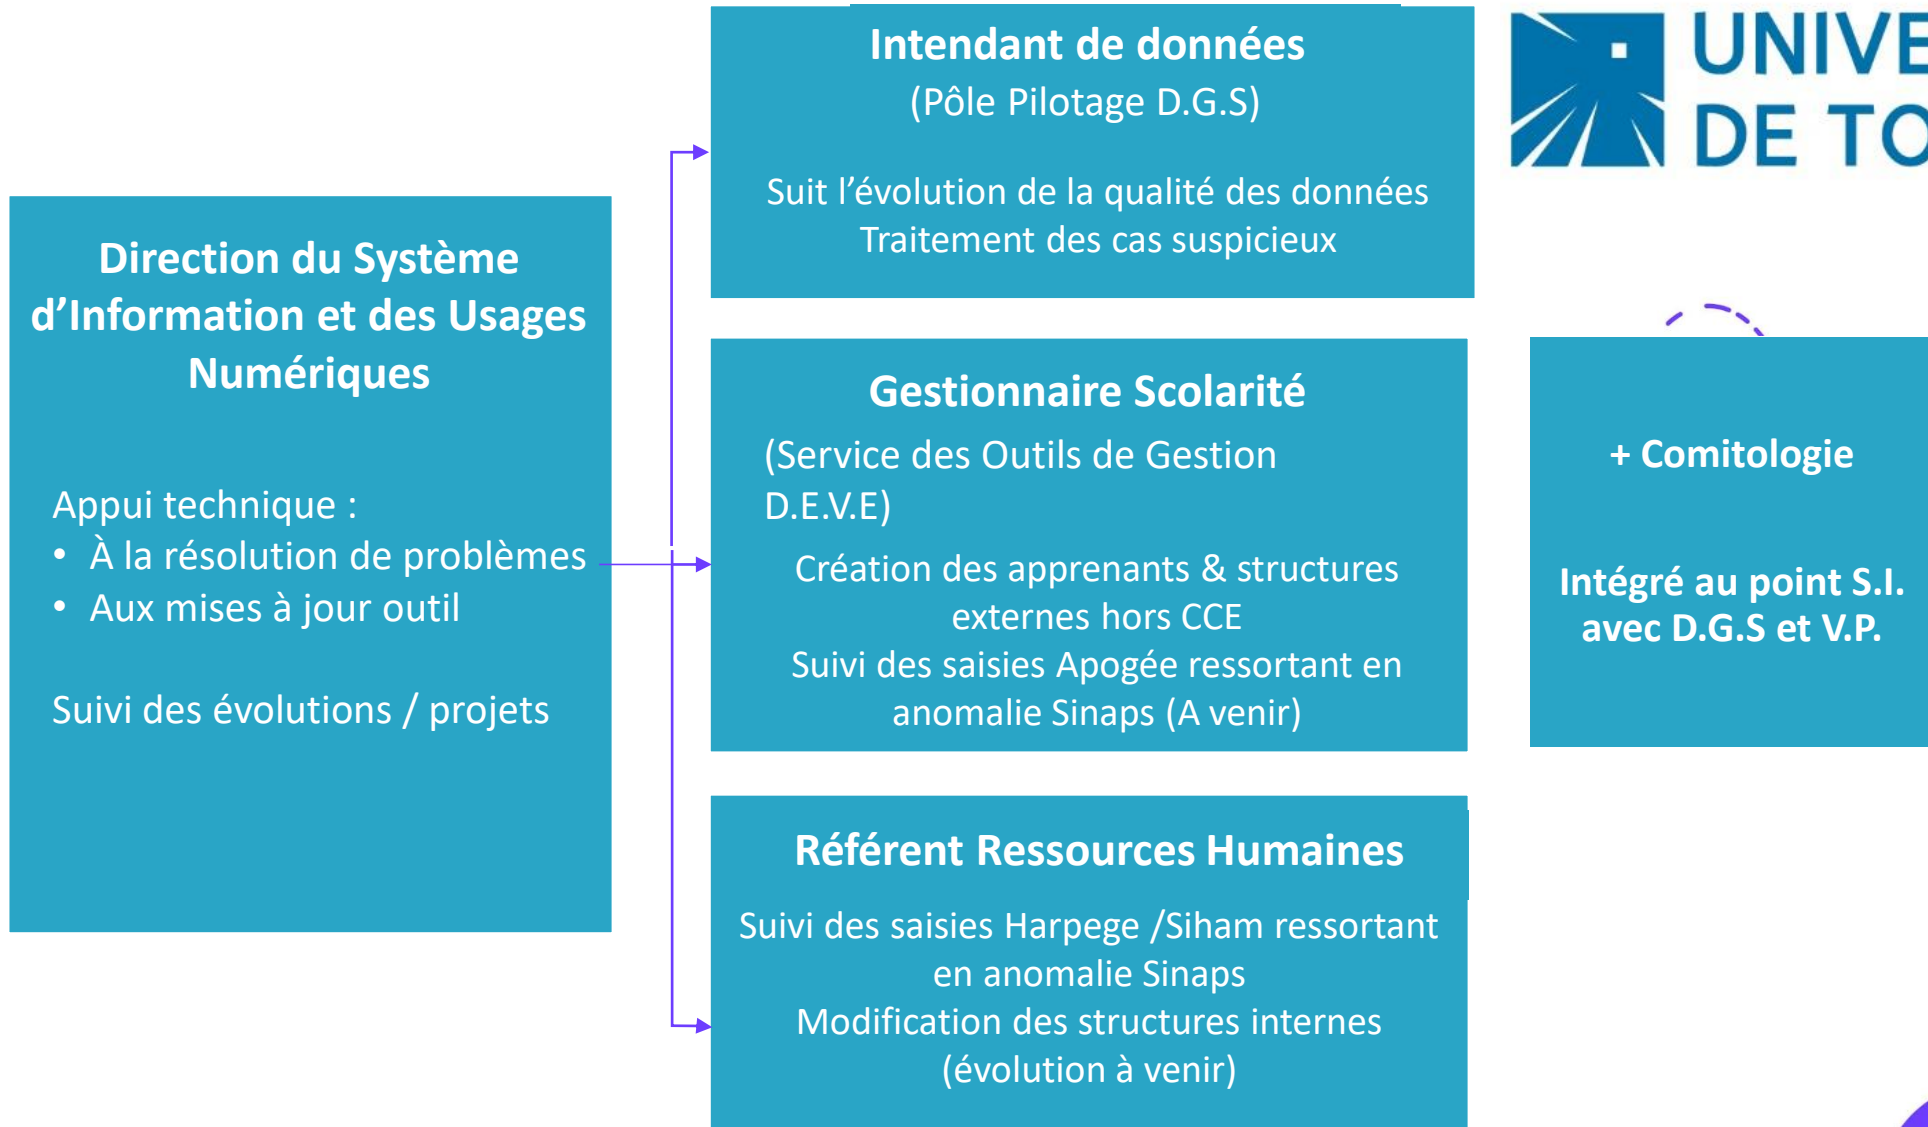 Direction du Système
d’Information et des Usages
Numériques
Appui technique :
• À la résolution de problèmes
• Aux mises à jour outil
Suivi des évolutions / projets
Intendant de données
(Pôle Pilotage D.G.S)
Suit l’évolution de la qualité des données
Traitement des cas suspicieux
Gestionnaire Scolarité
(Service des Outils de Gestion
D.E.V.E)
Création des apprenants & structures
externes hors CCE
Suivi des saisies Apogée ressortant en
anomalie Sinaps (A venir)
Référent Ressources Humaines
Suivi des saisies Harpege /Siham ressortant
en anomalie Sinaps
Modification des structures internes
(évolution à venir)
UNIVE
DE TO
+ Comitologie
Intégré au point S.I.
avec D.G.S et V.P.